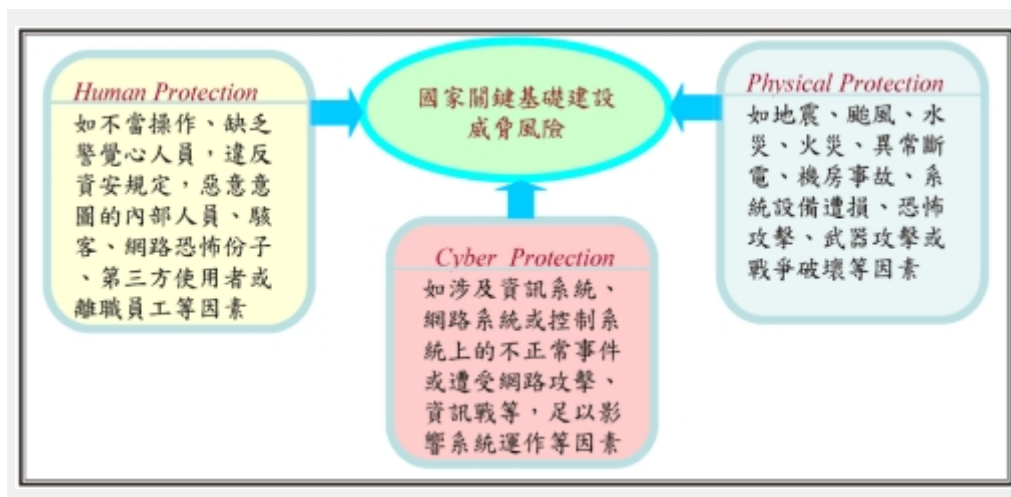 Human Protection
如不當操作、缺乏
警覺心人員，違反
資安規定，惡意意
圖的內部人員、駭
客、網路恐怖份子
、第三方使用者或
離職員工等因素
國家關鍵基礎建設
威脅風險
Physical Protection
如地震、颱風、水
災、火災、異常斷
電、機房事故、系
統設備遭損、恐怖
攻擊、武器攻擊或
戰爭破壞等因素
Cyber Protection
如涉及資訊系統、
網路系統或控制系
統上的不正常事件
或遭受網路攻擊、
資訊戰等，足以影
響系統運作等因素